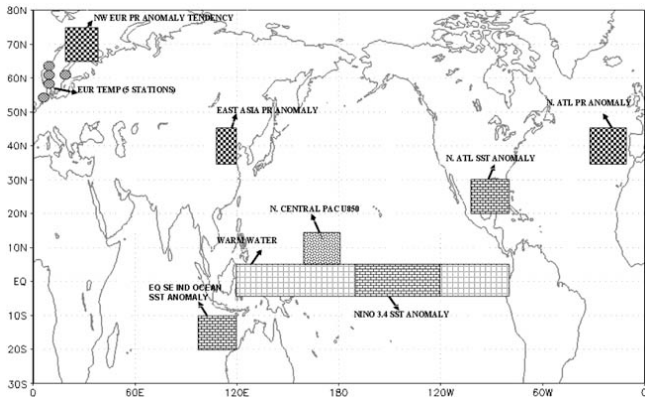 80N
NW EUR PR ANOMALY TENDENCY
70N
60N
EUR TEMP (5 STATIONS)
50N
EAST ASIA PR ANOMALY
N. ATL PR ANOMALY
40N
N. ATL SST ANOMALY
30N
20N
N. CENTRAL PAC U850
10N
WARM WATER
EQ
EQ SE IND OCEAN
SST ANOMALY
NINO 3.4 SST ANOMALY
10S
20S
30S
0 60E 120E 180 120W 60W 0